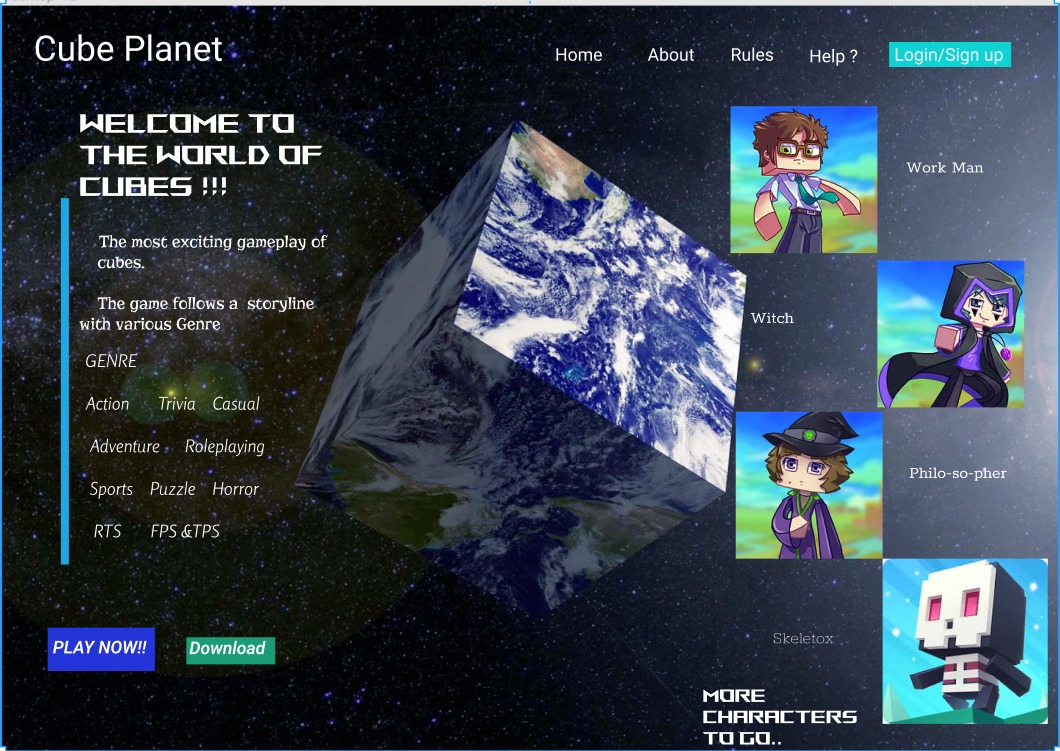 Cube Planet
Home About Rules Help ? Login/Sign up
WELCOME TO
THE WORLD OF
CUBES !!!
The most exciting gameplay of
cubes.
The game follows a storyline
with various Genre
GENRE
Action Trivia Casual
Adventure Roleplaying
Sports Puzzle Horror
RTS FPS &TPS
PLAY NOW!! Download
Work Man
Witch
Philo-so-pher
Skeletox
MORE
CHARACTERS
TO GO..